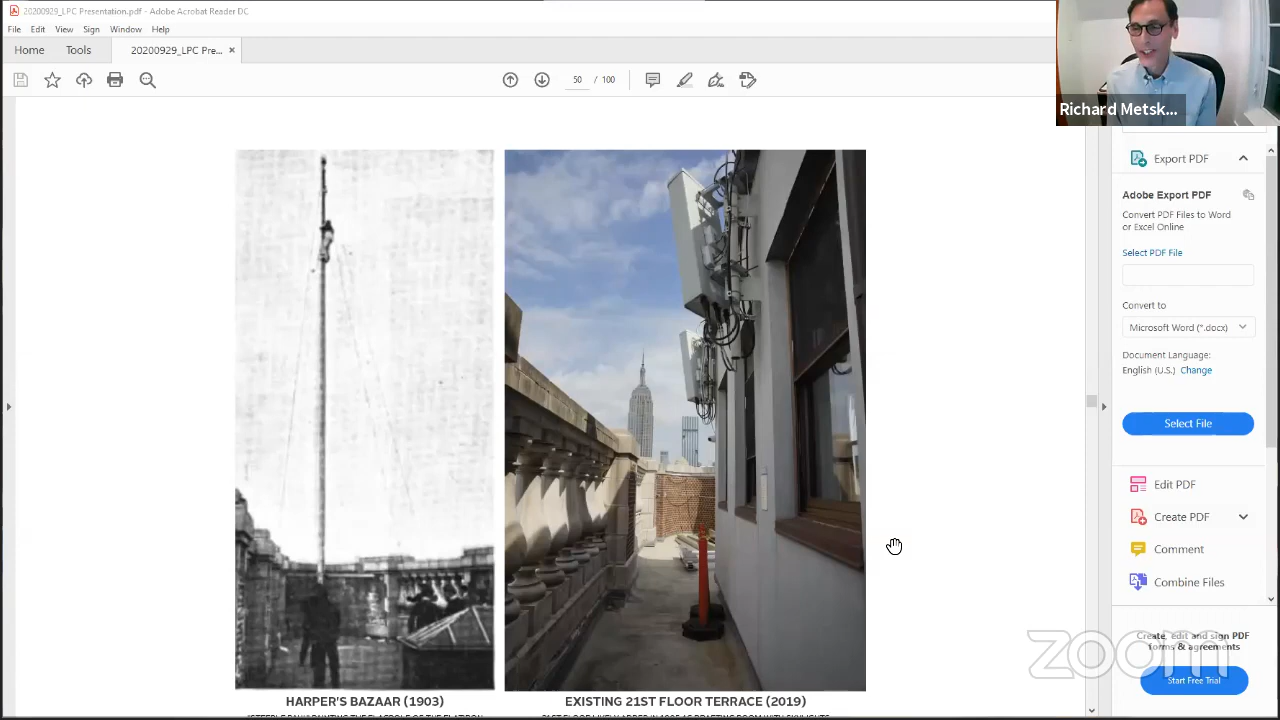 20200929_LPC Presentation.pdf - Adobe Acrobat Reader DC
File Edit View Sign Window Help
Home Tools 20200929_LPC Pre... ×
50 / 100
Richard Metsk...
Export PDF
Adobe Export PDF
Convert PDF Files to Word
or Excel Online
Select PDF File
Convert to
Microsoft Word (*.docx)
Document Language:
English (U.S.) Change
Select File
Edit PDF
Create PDF
Comment
Combine Files
Create, edit and sign PDF
forms & agreements
Start Free Trial
zoom
HARPER'S BAZAAR (1903)
EXISTING 21ST FLOOR TERRACE (2019)